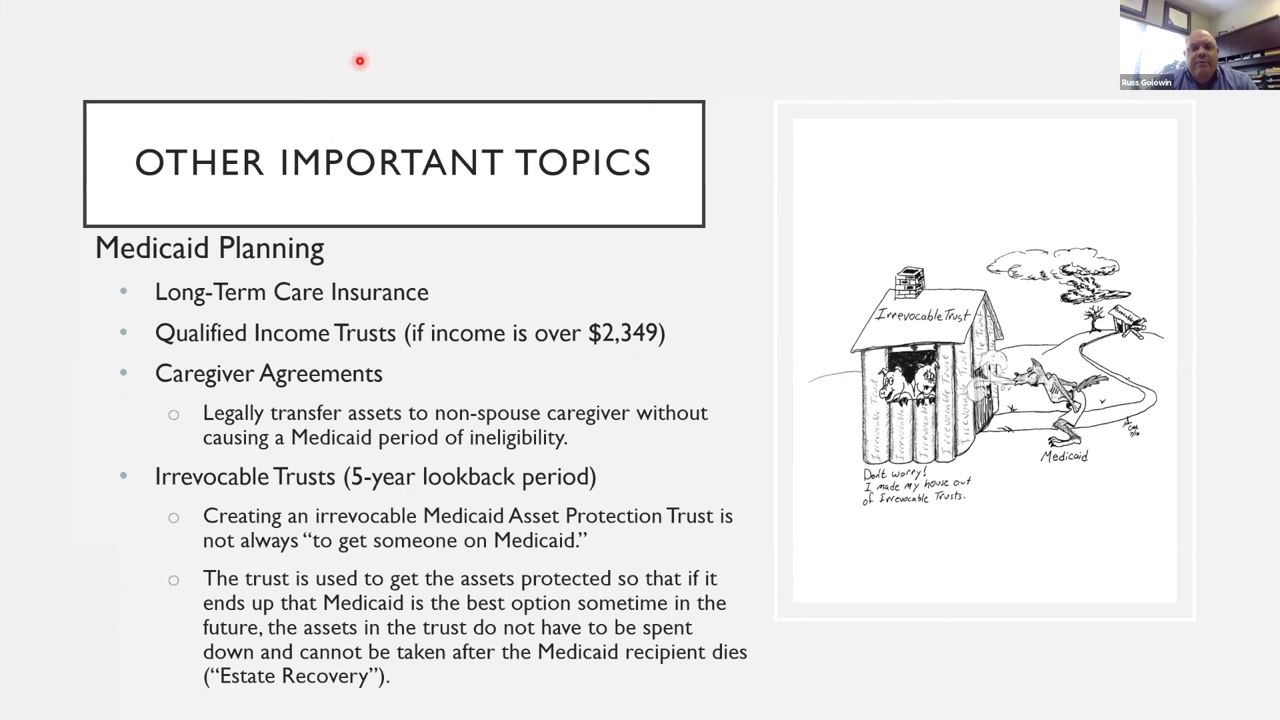 Russ Golowin
OTHER IMPORTANT TOPICS
Medicaid Planning
• Long-Term Care Insurance
• Qualified Income Trusts (if income is over $2,349)
• Caregiver Agreements
o Legally transfer assets to non-spouse caregiver without
causing a Medicaid period of ineligibility.
• Irrevocable Trusts (5-year lookback period)
o Creating an irrevocable Medicaid Asset Protection Trust is
not always “to get someone on Medicaid.”
o The trust is used to get the assets protected so that if it
ends up that Medicaid is the best option sometime in the
future, the assets in the trust do not have to be spent
down and cannot be taken after the Medicaid recipient dies
(“Estate Recovery”).
Irrevocable Trust
Irrevocable Trust
Irrevocable Trust
Irrevocable Trust
Irrevocable Trust
Medicaid
Don't worry!
I made my house out
of Irrevocable Trusts.